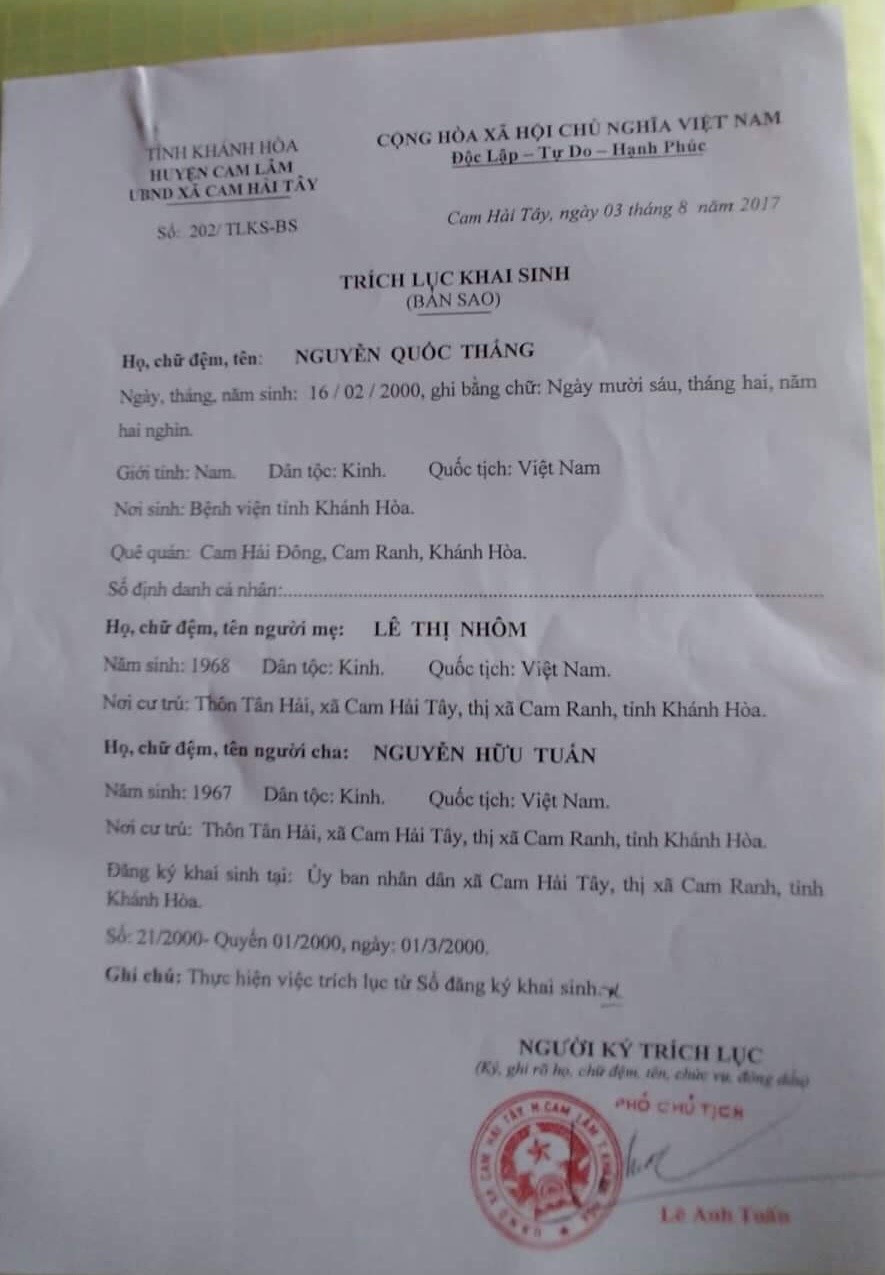 TỈNH KHÁNH HÒA
HUYỆN CAM LÂM
UBND XÃ CAM HẢI TÂY
Số: 202/ TLKS-BS
CỘNG HÒA XÃ HỘI CHỦ NGHĨA VIỆT NAM
Độc Lập – Tự Do – Hạnh Phúc
Cam Hải Tây, ngày 03 tháng 8 năm 2017
TRÍCH LỤC KHAI SINH
(BẢN SAO)
Họ, chữ đệm, tên: NGUYỄN QUỐC THẮNG
Ngày, tháng, năm sinh: 16 / 02 / 2000, ghi bằng chữ: Ngày mười sáu, tháng hai, năm
hai nghìn.
Giới tính: Nam. Dân tộc: Kinh. Quốc tịch: Việt Nam
Nơi sinh: Bệnh viện tỉnh Khánh Hòa.
Quê quán: Cam Hải Đông, Cam Ranh, Khánh Hòa.
Số định danh cá nhân:
Họ, chữ đệm, tên người mẹ: LÊ THỊ NHÔM
Năm sinh: 1968 Dân tộc: Kinh. Quốc tịch: Việt Nam.
Nơi cư trú: Thôn Tân Hải, xã Cam Hải Tây, thị xã Cam Ranh, tỉnh Khánh Hòa.
Họ, chữ đệm, tên người cha: NGUYỄN HỮU TUẤN
Năm sinh: 1967 Dân tộc: Kinh. Quốc tịch: Việt Nam.
Nơi cư trú: Thôn Tân Hải, xã Cam Hải Tây, thị xã Cam Ranh, tỉnh Khánh Hòa.
Đăng ký khai sinh tại: Ủy ban nhân dân xã Cam Hải Tây, thị xã Cam Ranh, tỉnh
Khánh Hòa.
Số: 21/2000- Quyển 01/2000, ngày: 01/3/2000.
Ghi chú: Thực hiện việc trích lục từ Sổ đăng ký khai sinh.
NGƯỜI KÝ TRÍCH LỤC
(Ký, ghi rõ họ, chữ đệm, tên, chức vụ, đóng dấu)
PHÓ CHỦ TỊCH
Lê Anh Tuấn